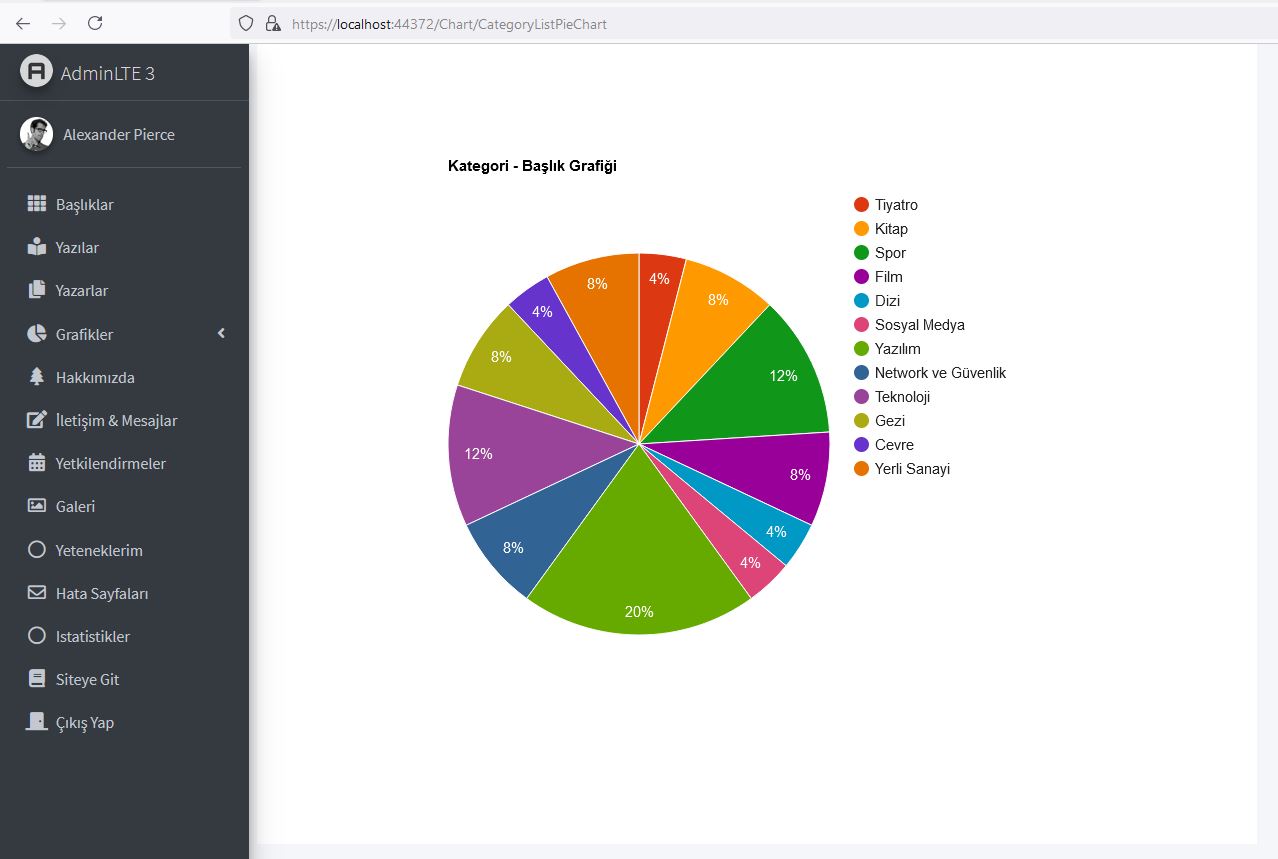 https://localhost:44372/Chart/CategoryListPieChart
AdminLTE 3
Alexander Pierce
Başlıklar
Yazılar
Yazarlar
Grafikler
Hakkımızda
İletişim & Mesajlar
Yetkilendirmeler
Galeri
Yeteneklerim
Hata Sayfaları
Istatistikler
Siteye Git
Çıkış Yap
Kategori - Başlık Grafiği
4%
8%
12%
8%
4%
4%
20%
8%
12%
8%
4%
8%
Tiyatro
Kitap
Spor
Film
Dizi
Sosyal Medya
Yazılım
Network ve Güvenlik
Teknoloji
Gezi
Cevre
Yerli Sanayi